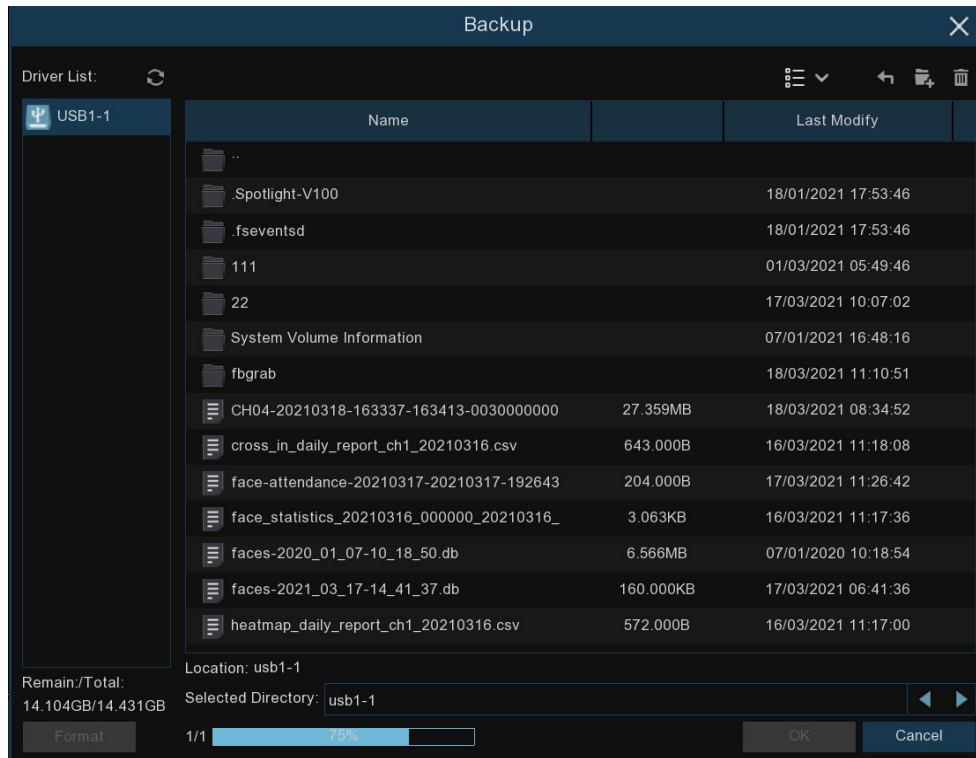 Backup
Driver List:
USB1-1
Name Last Modify
..
.Spotlight-V100 18/01/2021 17:53:46
.fseventsd 18/01/2021 17:53:46
111 01/03/2021 05:49:46
22 17/03/2021 10:07:02
System Volume Information 07/01/2021 16:48:16
fbgrab 18/03/2021 11:10:51
CH04-20210318-163337-163413-0030000000 27.359MB 18/03/2021 08:34:52
cross_in_daily_report_ch1_20210316.csv 643.000B 16/03/2021 11:18:08
face-attendance-20210317-20210317-192643 204.000B 17/03/2021 11:26:42
face_statistics_20210316_000000_20210316_ 3.063KB 16/03/2021 11:17:36
faces-2020_01_07-10_18_50.db 6.566MB 07/01/2020 10:18:54
faces-2021_03_17-14_41_37.db 160.000KB 17/03/2021 06:41:36
heatmap_daily_report_ch1_20210316.csv 572.000B 16/03/2021 11:17:00
Location: usb1-1
Remain:/Total:
14.104GB/14.431GB
Selected Directory: usb1-1
Format 1/1 75% OK Cancel